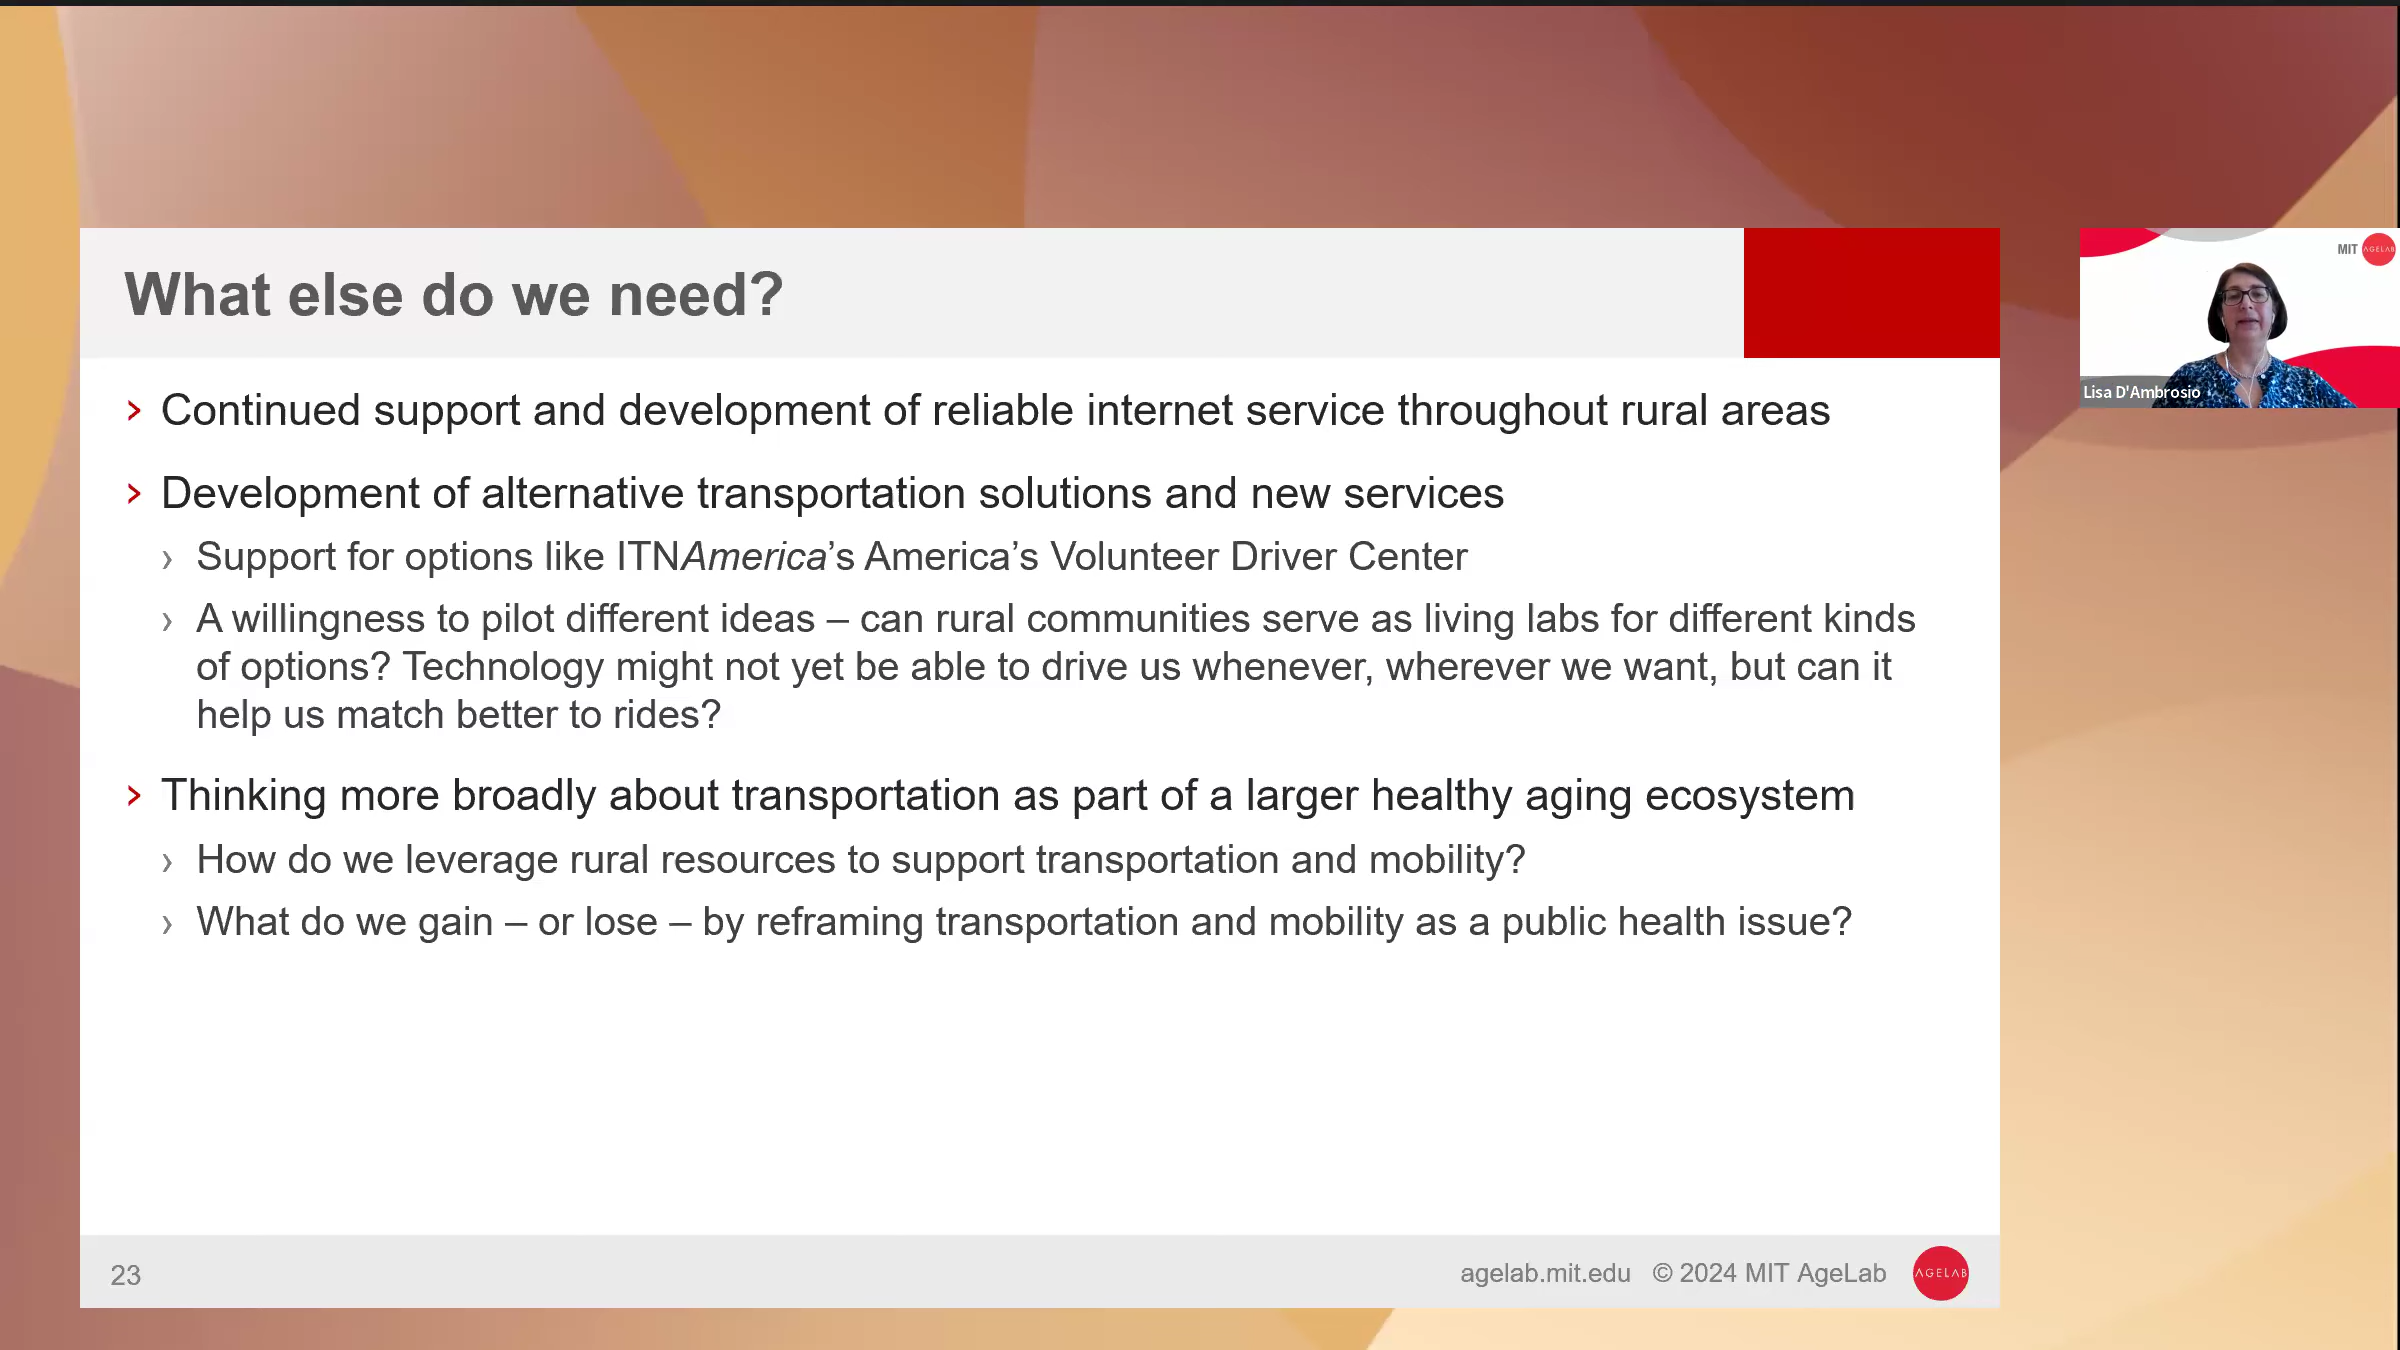 What else do we need?
MIT AGELAB
Lisa D'Ambrosio
› Continued support and development of reliable internet service throughout rural areas
› Development of alternative transportation solutions and new services
› Support for options like ITNAmerica’s America’s Volunteer Driver Center
› A willingness to pilot different ideas – can rural communities serve as living labs for different kinds
of options? Technology might not yet be able to drive us whenever, wherever we want, but can it
help us match better to rides?
› Thinking more broadly about transportation as part of a larger healthy aging ecosystem
› How do we leverage rural resources to support transportation and mobility?
› What do we gain – or lose – by reframing transportation and mobility as a public health issue?
23
agelab.mit.edu © 2024 MIT AgeLab
AGELAB